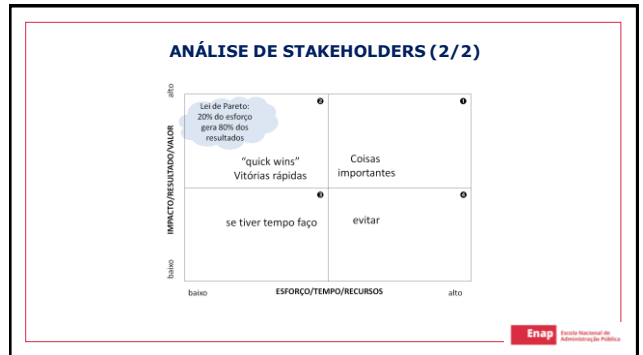 ANÁLISE DE STAKEHOLDERS (2/2)
alto
Lei de Pareto:
20% do esforço
gera 80% dos
resultados
❷
❶
"quick wins"
Vitórias rápidas
Coisas
importantes
IMPACTO/RESULTADO/VALOR
❸
❹
se tiver tempo faço
evitar
baixo
baixo
ESFORÇO/TEMPO/RECURSOS
alto
Enap
Escola Nacional de
Administração Pública